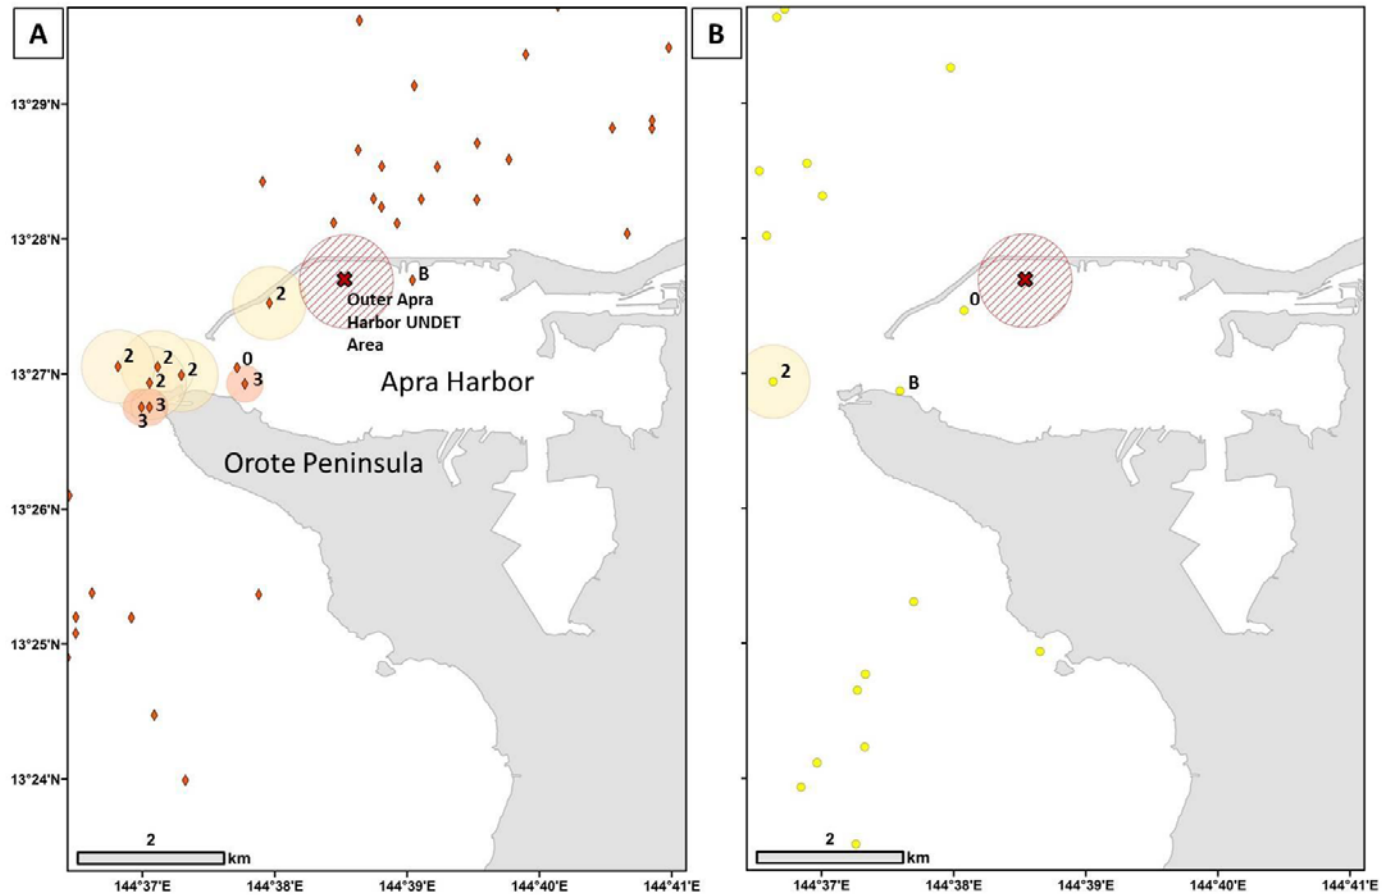 A
B
13°29'N
13°28'N
B
2
Outer Apra
Harbor UNDET
Area
0
13°27'N
2
2
2
2
0
3
3
3
Apra Harbor
2
B
Orote Peninsula
13°26'N
13°25'N
13°24'N
2
km
2
km
144°37'E
144°38'E
144°39'E
144°40'E
144°41'E
144°37'E
144°38'E
144°39'E
144°40'E
144°41'E